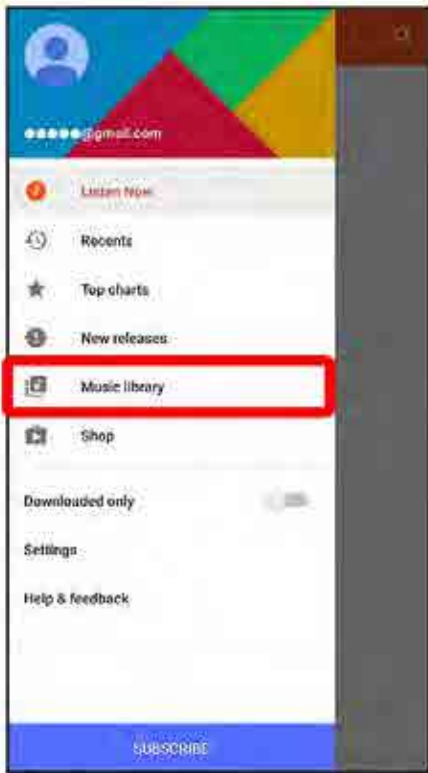 ●●●●●@gmail.com
Listen Now
Recents
Top charts
New releases
Music library
Shop
Downloaded only
Settings
Help & feedback
SUBSCRIBE